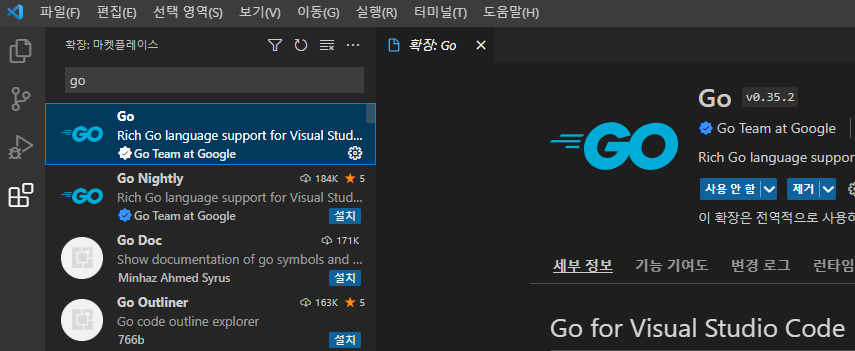 파일(F) 편집(E) 선택 영역(S) 보기(V) 이동(G) 실행(R) 터미널(T) 도움말(H)
확장: 마켓플레이스
go
Go
Rich Go language support for Visual Stud...
Go Team at Google
Go Nightly 184K 5
Rich Go language support for Visual Stud...
Go Team at Google 설치
Go Doc 171K
Show documentation of go symbols and ...
Minhaz Ahmed Syrus 설치
Go Outliner 163K 5
Go code outline explorer
766b 설치
확장: Go
GO
Go v0.35.2
Go Team at Google
Rich Go language suppor
사용 안 함 제거
이 확장은 전역적으로 사용하
세부 정보 기능 기여도 변경 로그 런타임
Go for Visual Studio Code